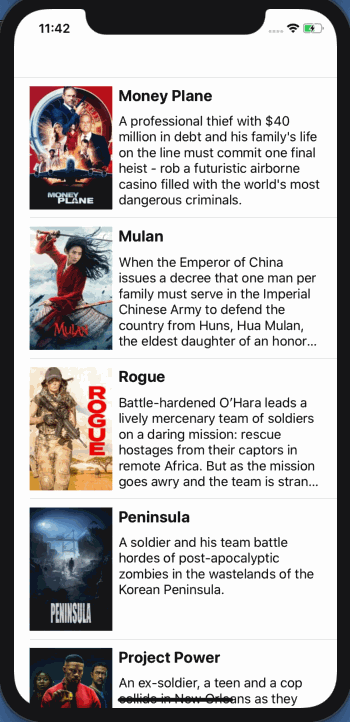 11:42
Money Plane
A professional thief with $40
million in debt and his family's life
on the line must commit one final
heist - rob a futuristic airborne
casino filled with the world's most
dangerous criminals.
MONEY
PLANE
Mulan
When the Emperor of China
issues a decree that one man per
family must serve in the Imperial
Chinese Army to defend the
country from Huns, Hua Mulan,
the eldest daughter of an honor...
MULAN
Rogue
Battle-hardened O’Hara leads a
lively mercenary team of soldiers
on a daring mission: rescue
hostages from their captors in
remote Africa. But as the mission
goes awry and the team is stran...
ROGUE
Peninsula
A soldier and his team battle
hordes of post-apocalyptic
zombies in the wastelands of the
Korean Peninsula.
PENINSULA
Project Power
An ex-soldier, a teen and a cop
collide in New Orleans as they